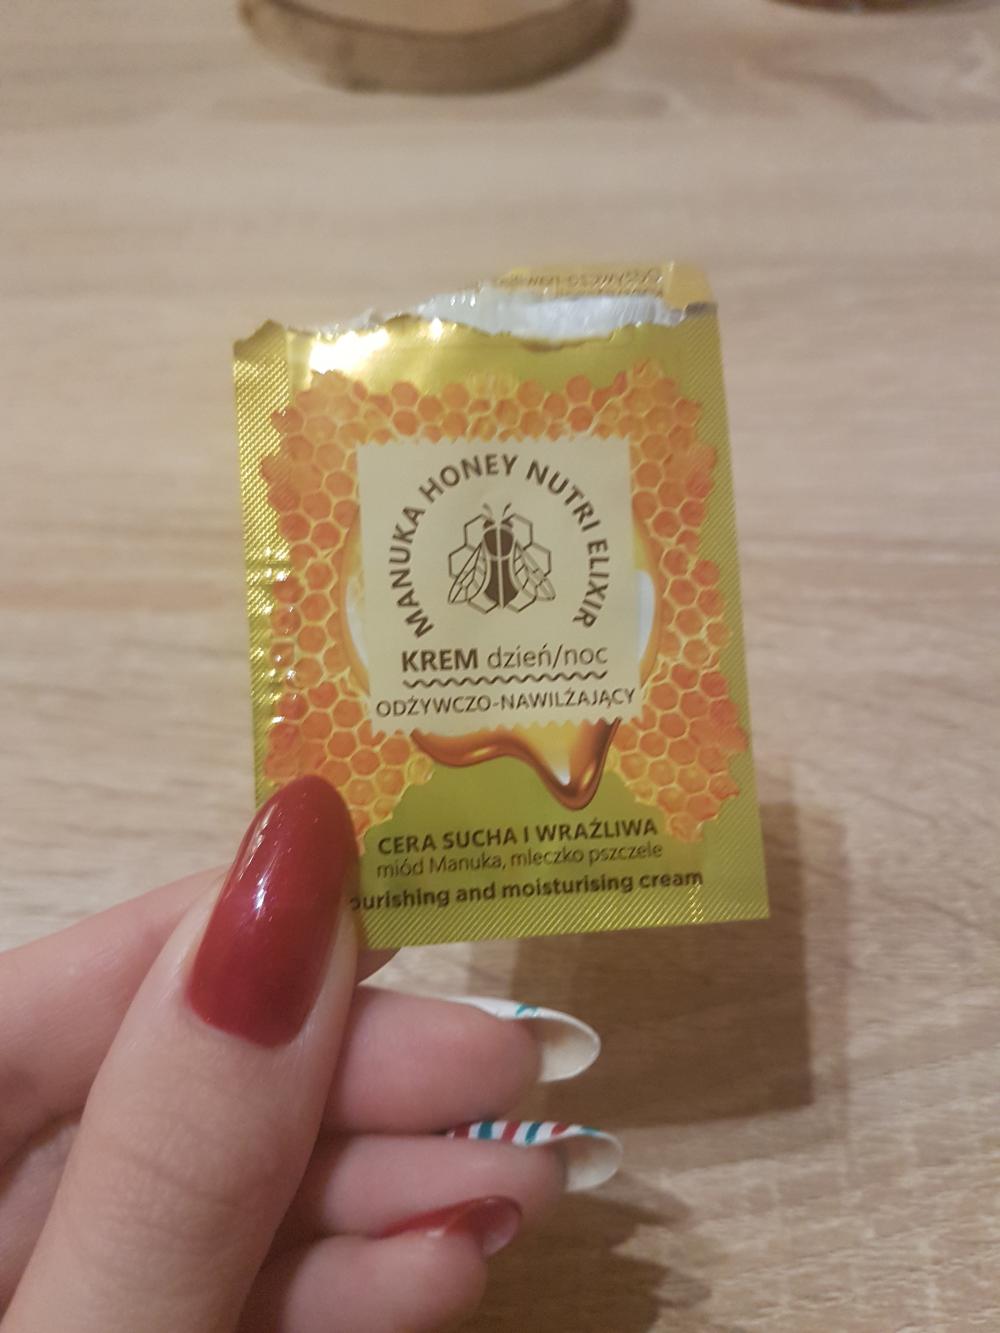 MANUKA HONEY NUTRI ELIXIR
KREM dzień/noc
ODŻYWCZO-NAWILŻAJĄCY
CERA SUCHA I WRAŻLIWA
miód Manuka, mleczko pszczele
and moisturising cream